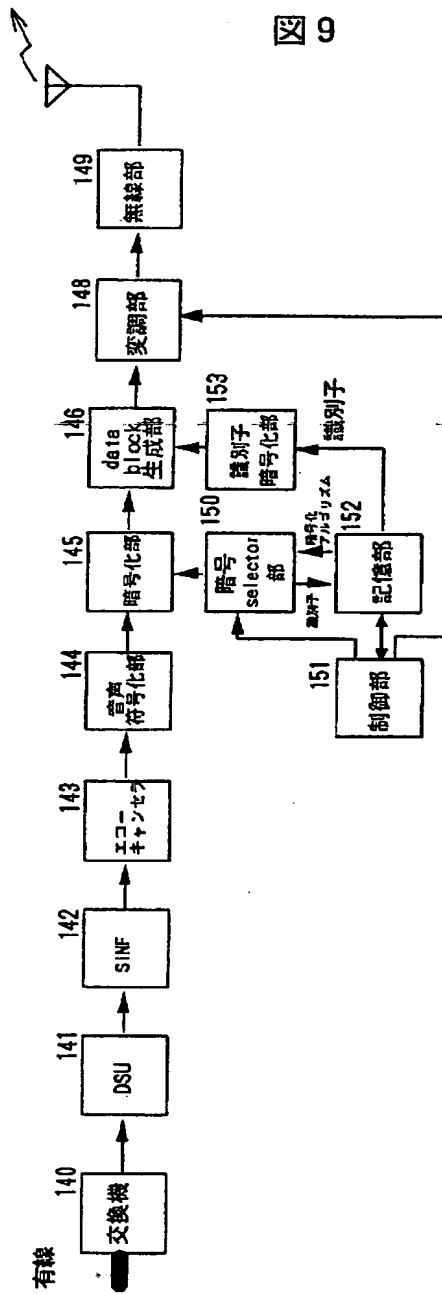 図9
有線
140
交換機
141
DSU
142
SINF
143
エコー
キャンセラ
144
音声
符号化部
145
暗号化部
146
data
block
生成部
148
変調部
149
無線部
150
暗号
selector
部
153
識別子
暗号化部
識別子
暗号化
アルゴリズム
識別子
151
制御部
152
記憶部